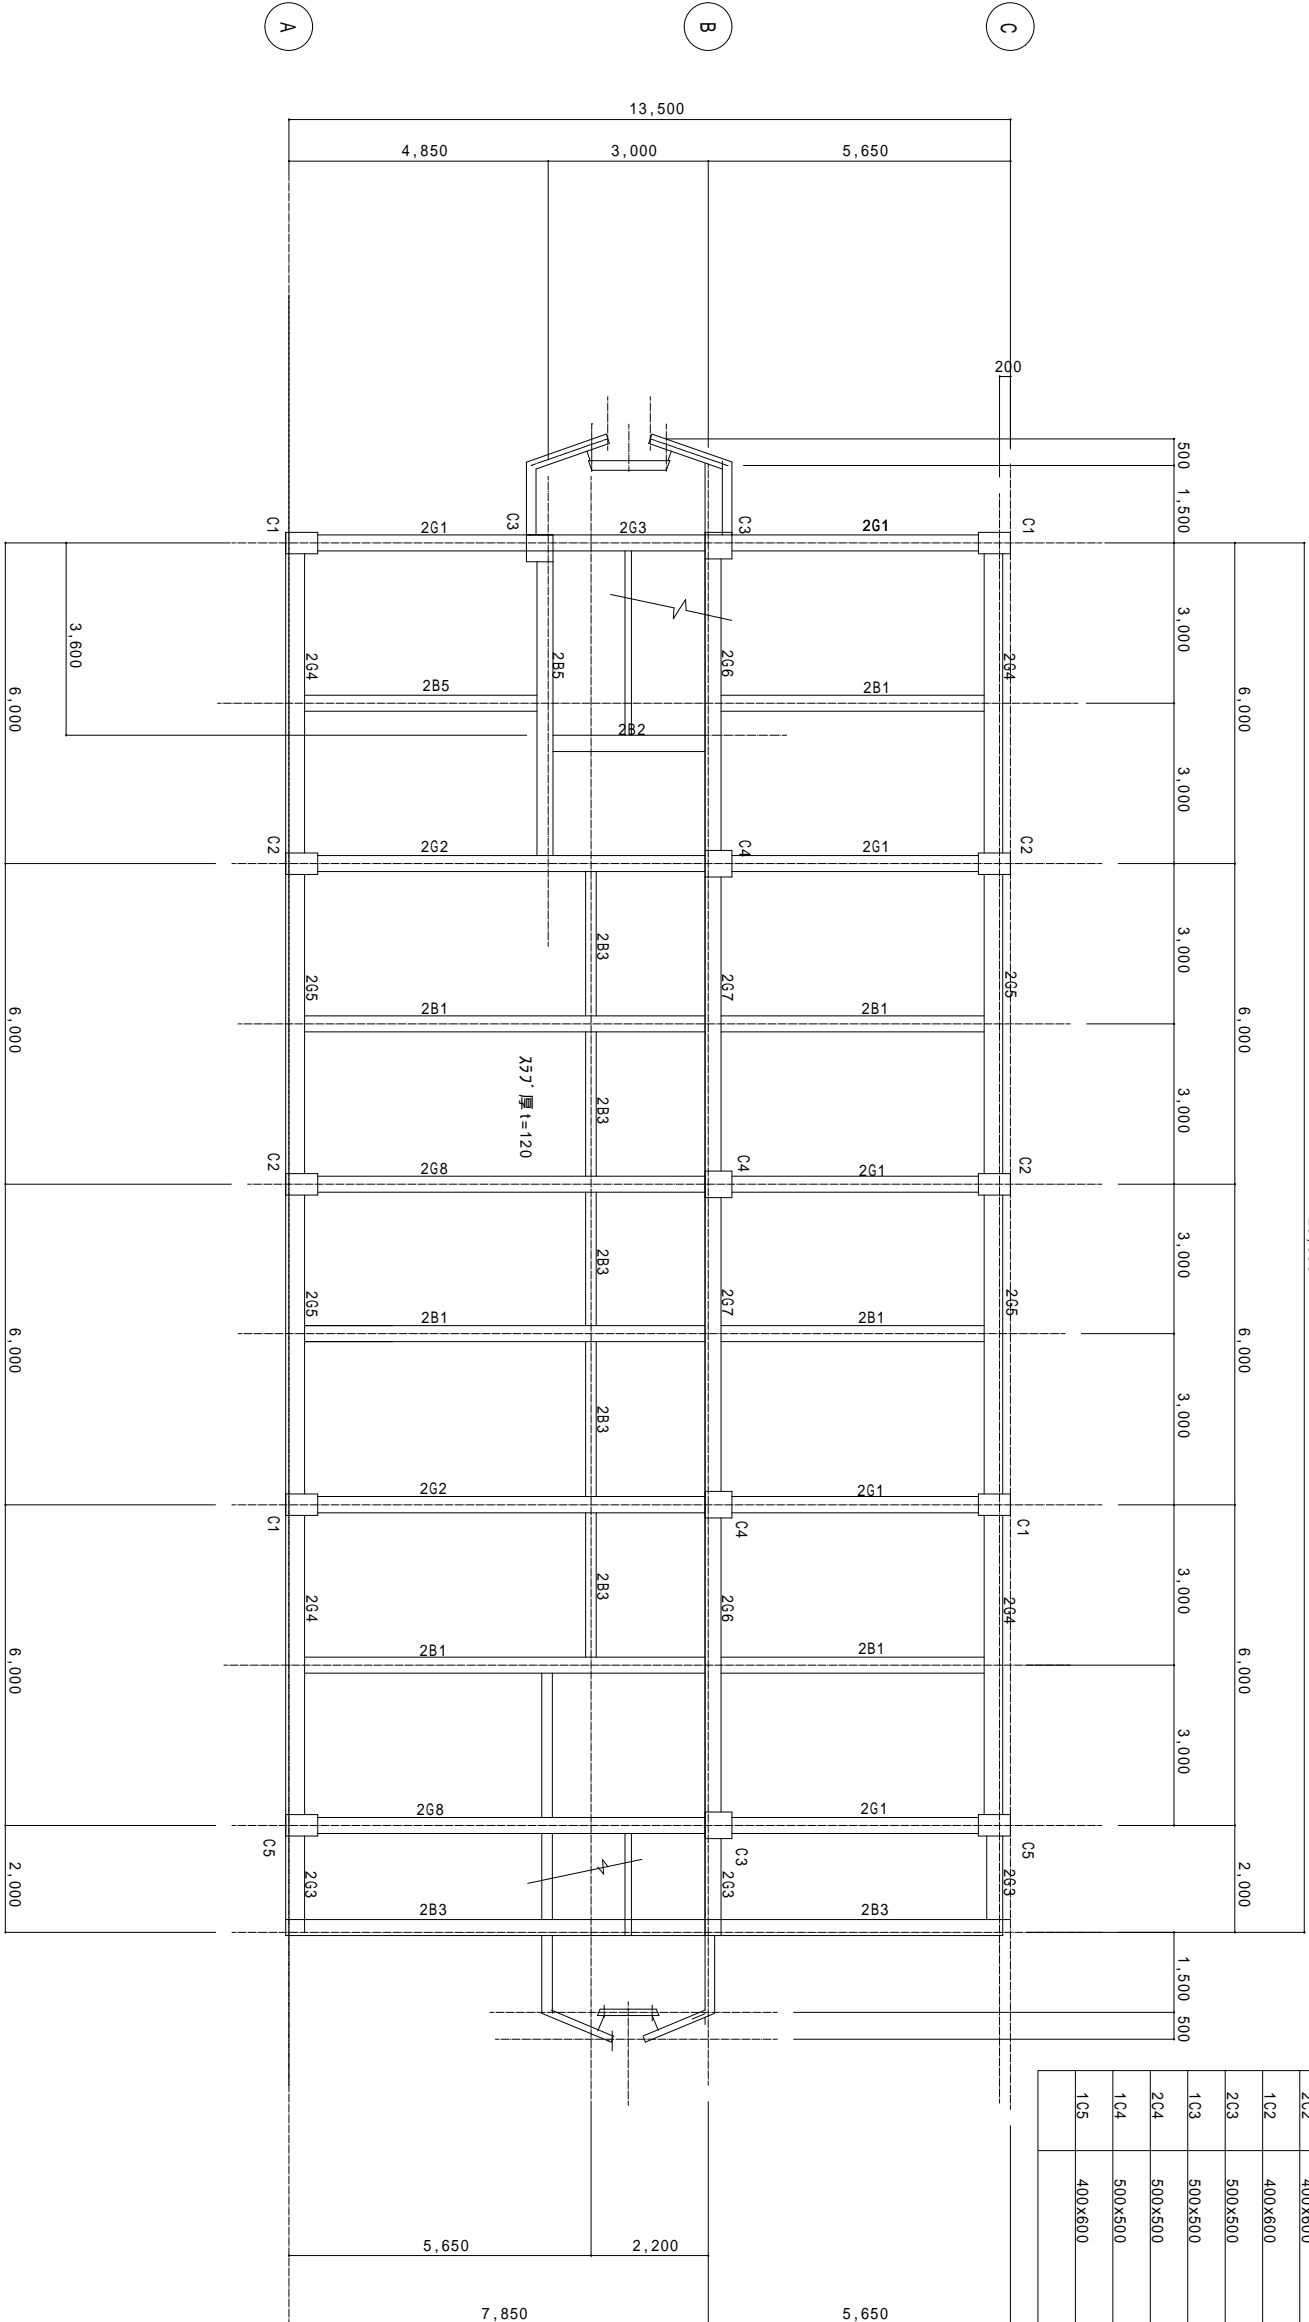 A
B
C
13,500
4,850
3,000
5,650
200
500
1,500
C1
2G1
C3
2G3
C3
2G1
C1
3,600
6,000
2G4
2B5
2B5
2G6
2B1
2G4
3,000
6,000
2B2
3,000
C2
2G2
C4
2G1
C2
6,000
2G5
2B1
2B3
2G7
2B1
2G5
3,000
6,000
スラブ厚 t=120
2B3
3,000
C2
2G8
C4
2G1
C2
6,000
2G5
2B1
2B3
2G7
2B1
2G5
3,000
6,000
2B3
3,000
2G2
2G1
C1
C4
C1
6,000
2G4
2B1
2B3
2G6
2B1
2G4
3,000
6,000
3,000
2G8
2G1
C5
C3
C5
2,000
2G3
2G3
2G3
2,000
2B3
2B3
1,500
500
2C2 400x600
1C2 400x600
2C3 500x500
1C3 500x500
2C4 500x500
1C4 500x500
1C5 400x600
5,650
2,200
7,850
5,650